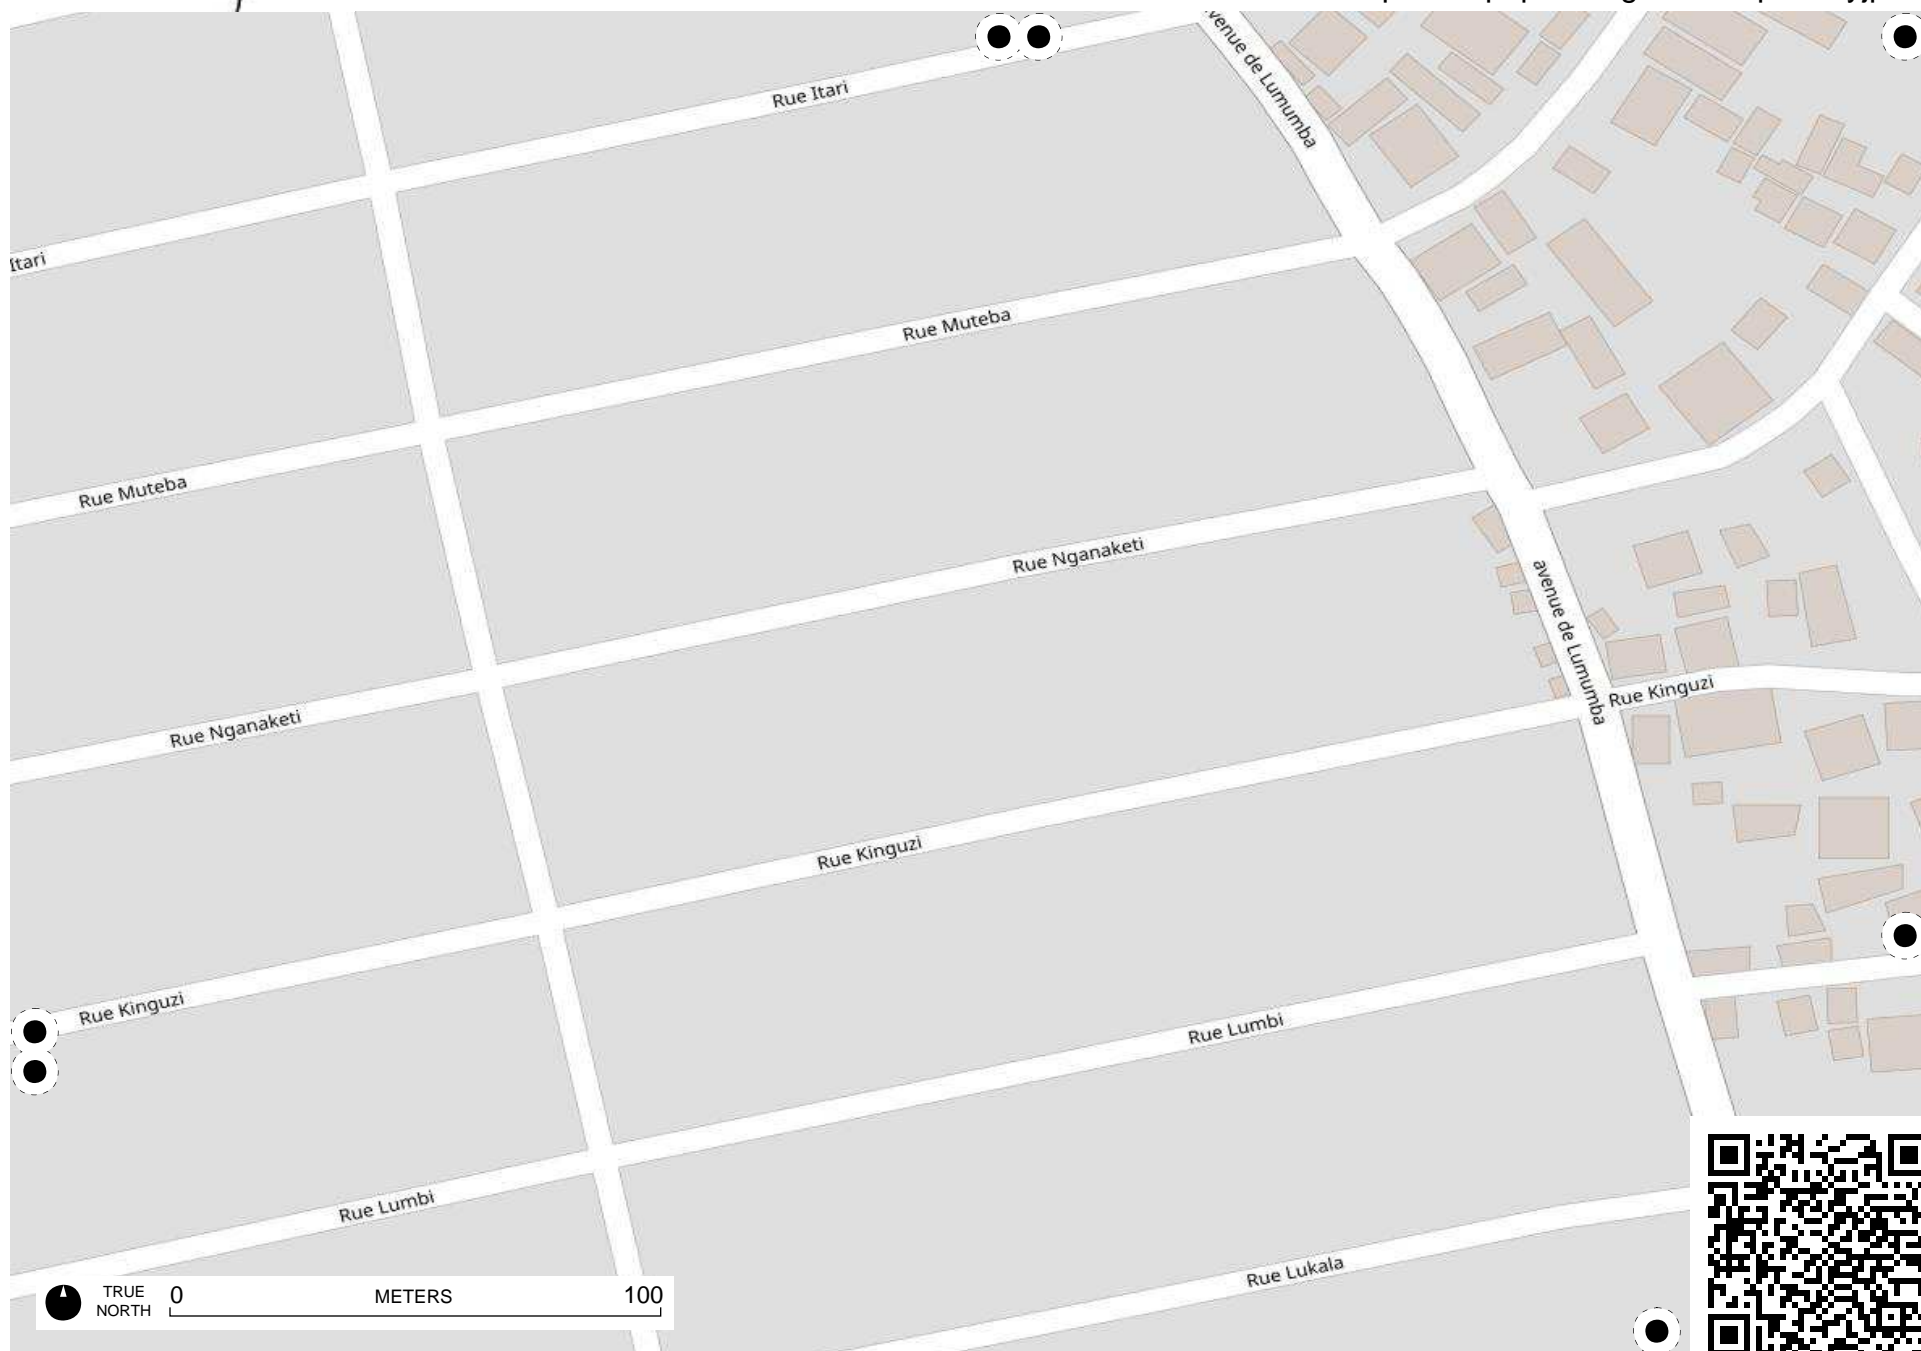 avenue de Lumumba
Rue Itari
Itari
Rue Muteba
Rue Muteba
Rue Nganaketi
avenue de Lumumba
Rue Kinguzi
Rue Nganaketi
Rue Kinguzi
Rue Kinguzi
Rue Lumbi
Rue Lumbi
Rue Lukala
TRUE NORTH
0 METERS 100